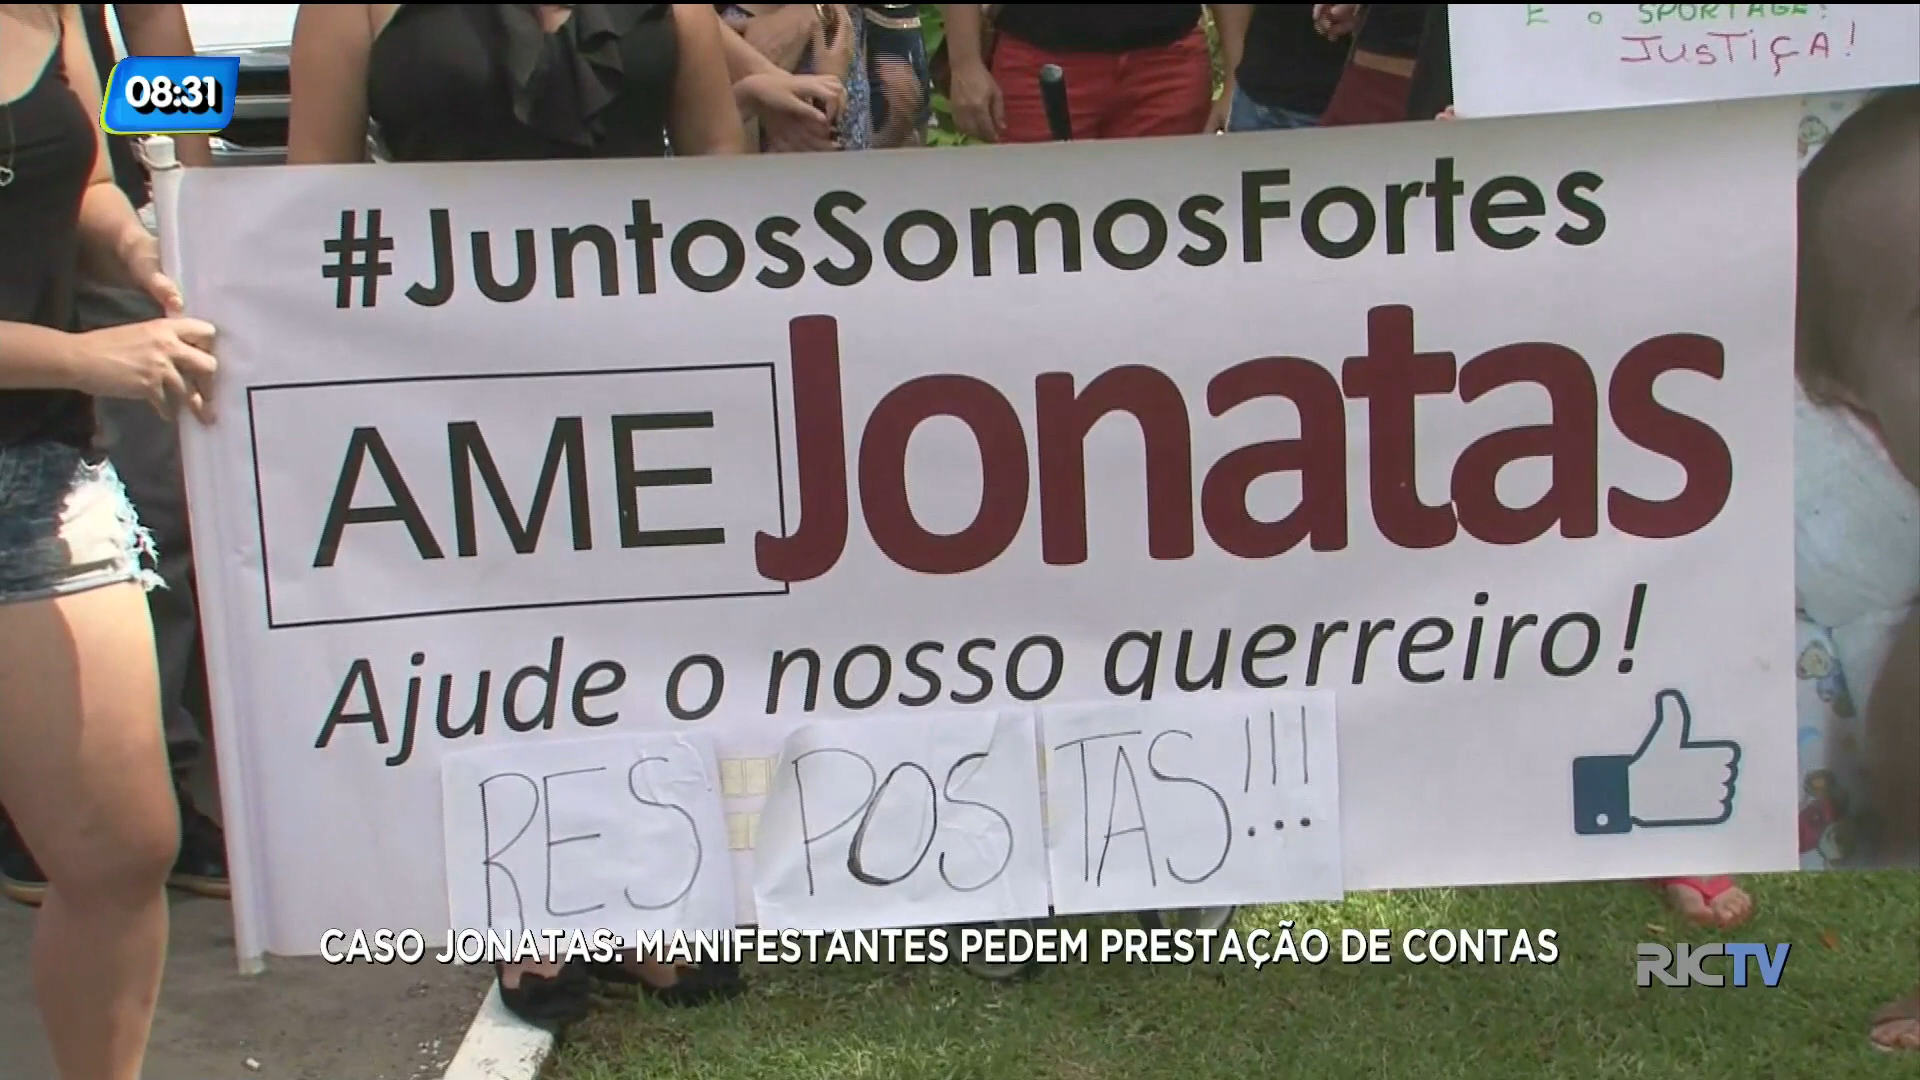 08:31
E o SPORTAGE?
JUSTIÇA!
#JuntosSomosFortes
AME Jonatas
Ajude o nosso guerreiro!
RES POS TAS!!!
CASO JONATAS: MANIFESTANTES PEDEM PRESTAÇÃO DE CONTAS
RICTV